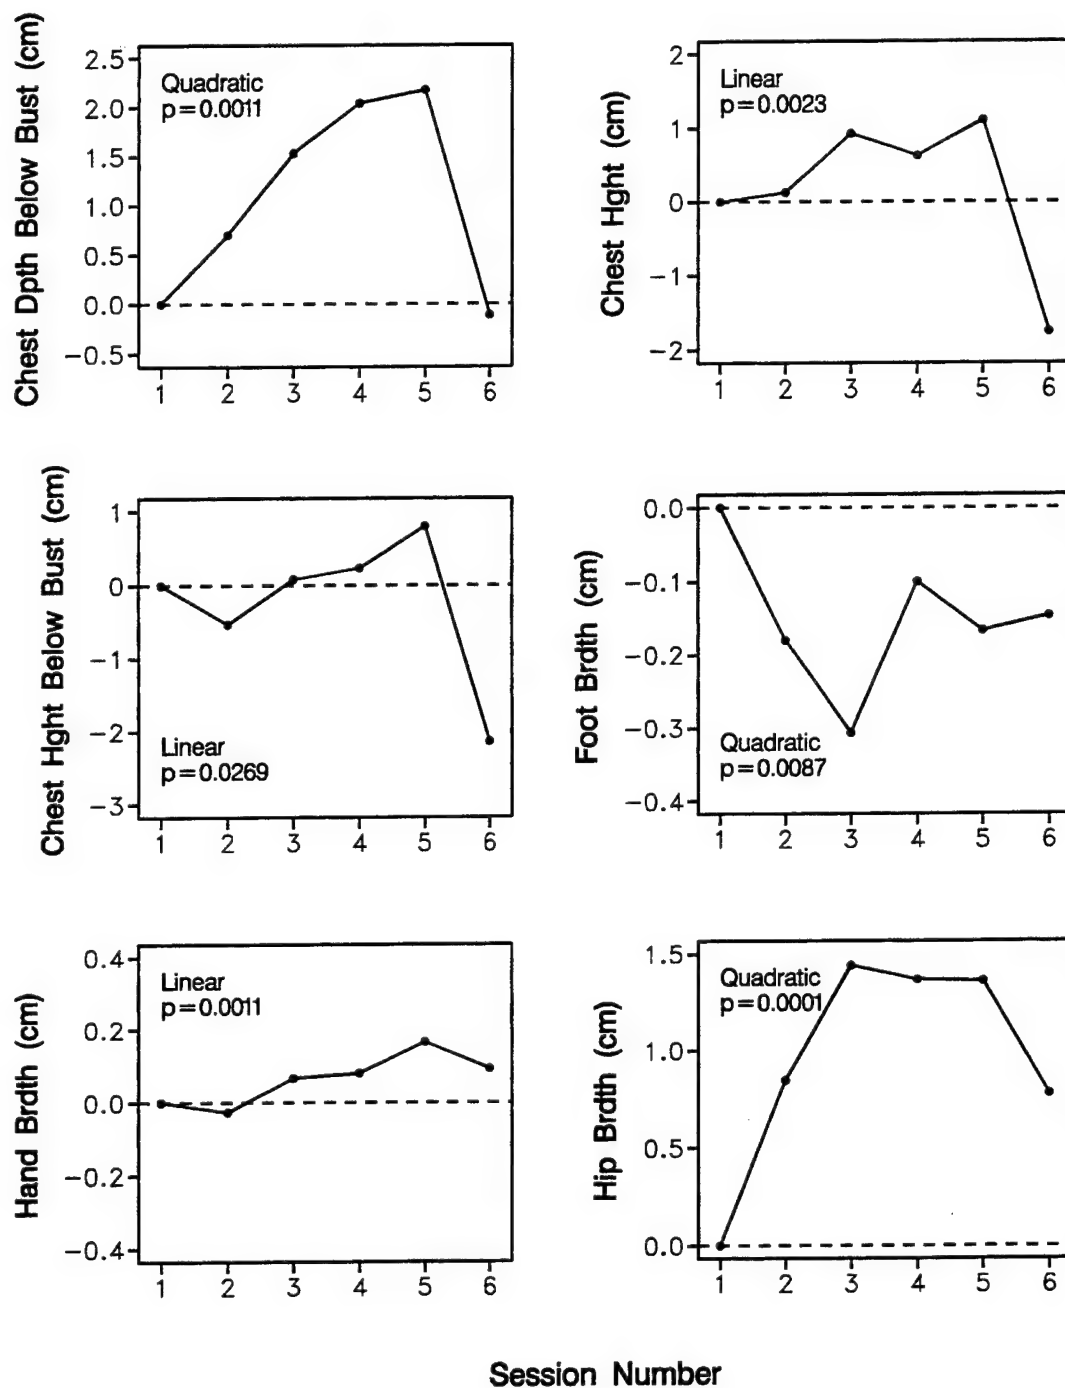 Chest Dpth Below Bust (cm)
2.5
2.0
1.5
1.0
0.5
0.0
−0.5
Quadratic
p=0.0011
1 2 3 4 5 6
Chest Hght (cm)
2
1
0
−1
−2
Linear
p=0.0023
1 2 3 4 5 6
Chest Hght Below Bust (cm)
1
0
−1
−2
−3
Linear
p=0.0269
1 2 3 4 5 6
Foot Brdth (cm)
0.0
−0.1
−0.2
−0.3
−0.4
Quadratic
p=0.0087
1 2 3 4 5 6
Hand Brdth (cm)
0.4
0.2
0.0
−0.2
−0.4
Linear
p=0.0011
1 2 3 4 5 6
Hip Brdth (cm)
1.5
1.0
0.5
0.0
Quadratic
p=0.0001
1 2 3 4 5 6
Session Number